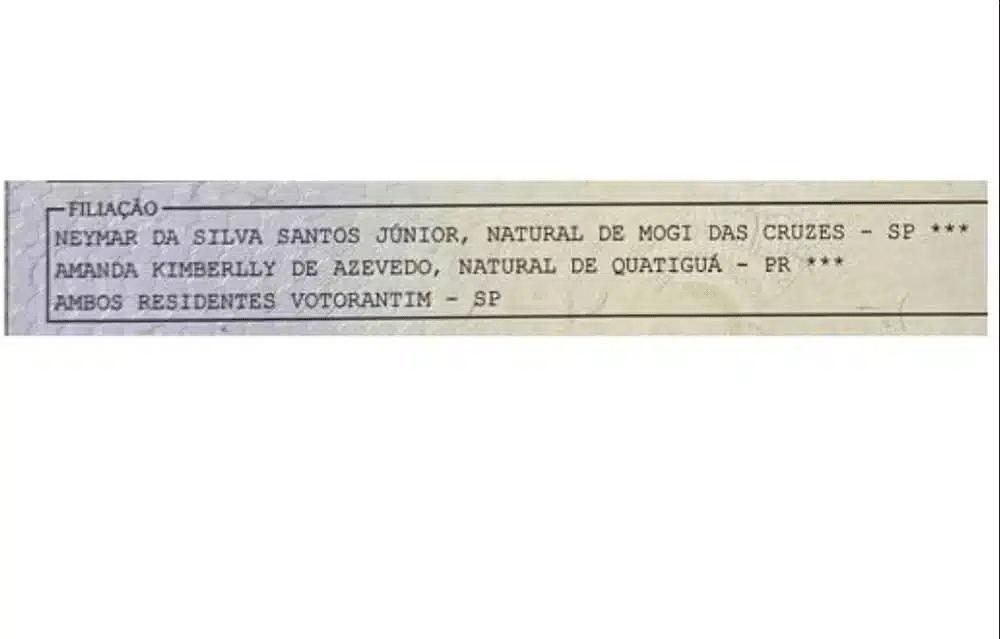 FILIAÇÃO
NEYMAR DA SILVA SANTOS JÚNIOR, NATURAL DE MOGI DAS CRUZES - SP ***
AMANDA KIMBERLLY DE AZEVEDO, NATURAL DE QUATIGUÁ - PR ***
AMBOS RESIDENTES VOTORANTIM - SP